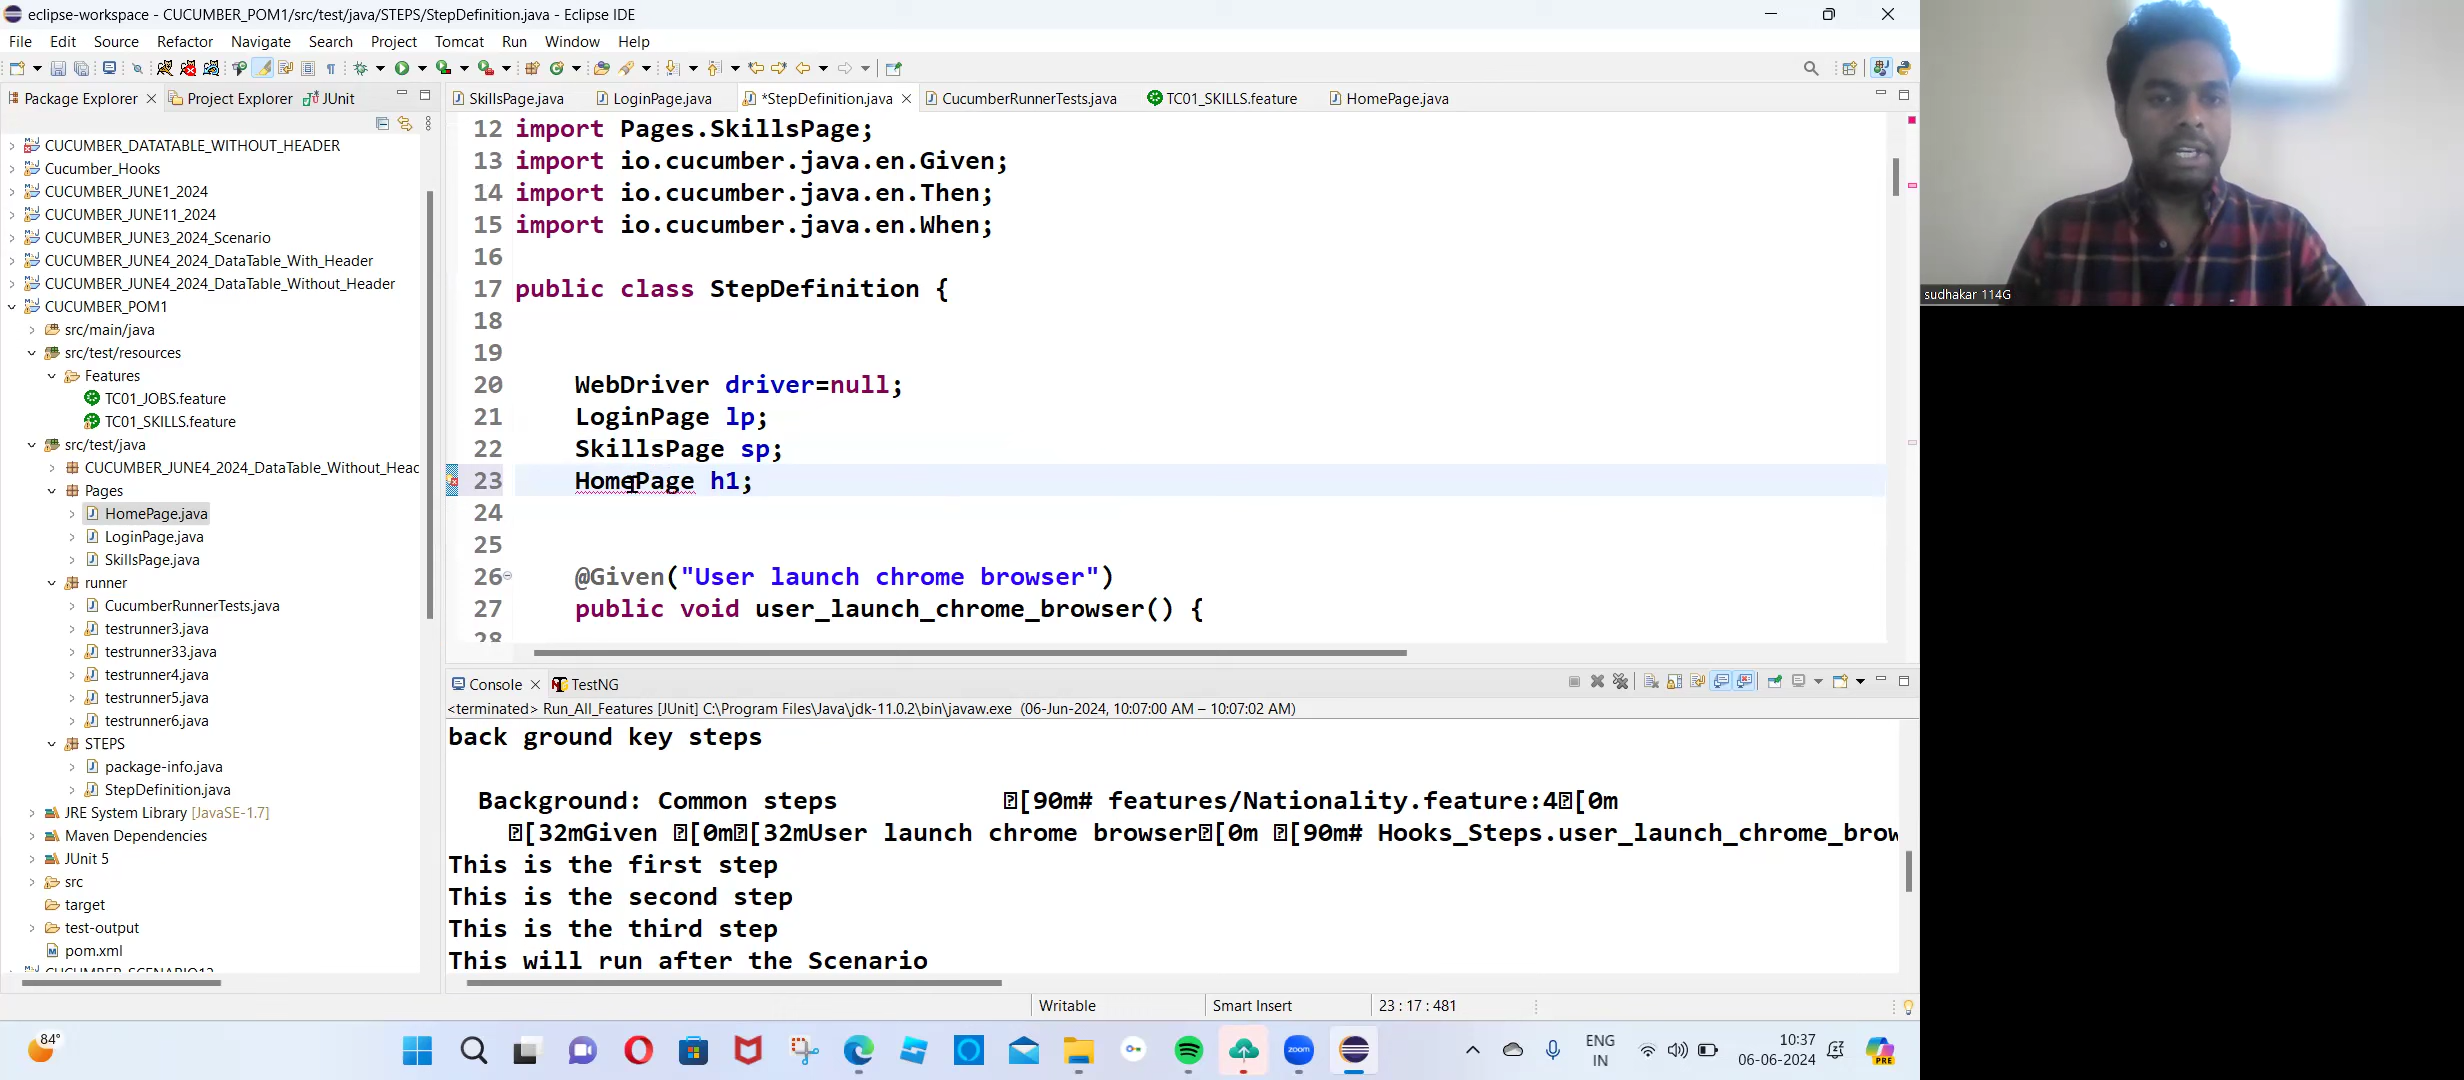 eclipse-workspace - CUCUMBER_POM1/src/test/java/STEPS/StepDefinition.java - Eclipse IDE
File Edit Source Refactor Navigate Search Project Tomcat Run Window Help
Package Explorer Project Explorer JUnit
SkillsPage.java LoginPage.java *StepDefinition.java CucumberRunnerTests.java TC01_SKILLS.feature HomePage.java
CUCUMBER_DATATABLE_WITHOUT_HEADER
Cucumber_Hooks
CUCUMBER_JUNE1_2024
CUCUMBER_JUNE11_2024
CUCUMBER_JUNE3_2024_Scenario
CUCUMBER_JUNE4_2024_DataTable_With_Header
CUCUMBER_JUNE4_2024_DataTable_Without_Header
CUCUMBER_POM1
src/main/java
src/test/resources
Features
TC01_JOBS.feature
TC01_SKILLS.feature
src/test/java
CUCUMBER_JUNE4_2024_DataTable_Without_Heac
Pages
HomePage.java
LoginPage.java
SkillsPage.java
runner
CucumberRunnerTests.java
testrunner3.java
testrunner33.java
testrunner4.java
testrunner5.java
testrunner6.java
STEPS
package-info.java
StepDefinition.java
JRE System Library [JavaSE-1.7]
Maven Dependencies
JUnit 5
src
target
test-output
pom.xml
12 import Pages.SkillsPage;
13 import io.cucumber.java.en.Given;
14 import io.cucumber.java.en.Then;
15 import io.cucumber.java.en.When;
16
17 public class StepDefinition {
18
19
20 WebDriver driver=null;
21 LoginPage lp;
22 SkillsPage sp;
23 HomePage h1;
24
25
26 @Given("User launch chrome browser")
27 public void user_launch_chrome_browser() {
28
Console TestNG
<terminated> Run_All_Features [JUnit] C:\Program Files\Java\jdk-11.0.2\bin\javaw.exe (06-Jun-2024, 10:07:00 AM – 10:07:02 AM)
back ground key steps
Background: Common steps [90m# features/Nationality.feature:4[0m
[32mGiven [0m[32mUser launch chrome browser[0m [90m# Hooks_Steps.user_launch_chrome_brow
This is the first step
This is the second step
This is the third step
This will run after the Scenario
Writable Smart Insert 23 : 17 : 481
84°
zoom
ENG
IN
10:37
06-06-2024
PRE
sudhakar 114G